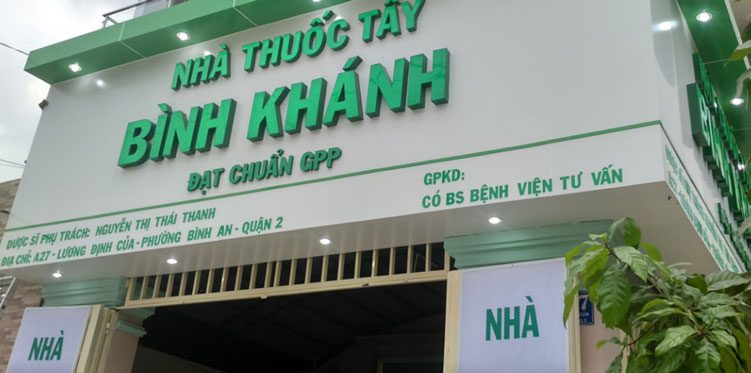 NHÀ THUỐC TÂY
BÌNH KHÁNH
ĐẠT CHUẨN GPP
DƯỢC SĨ PHỤ TRÁCH: NGUYỄN THỊ THÁI THANH
ĐỊA CHỈ: A27 - LƯƠNG ĐỊNH CỦA - PHƯỜNG BÌNH AN - QUẬN 2
GPKD:
CÓ BS BỆNH VIỆN TƯ VẤN
NHÀ
NHÀ